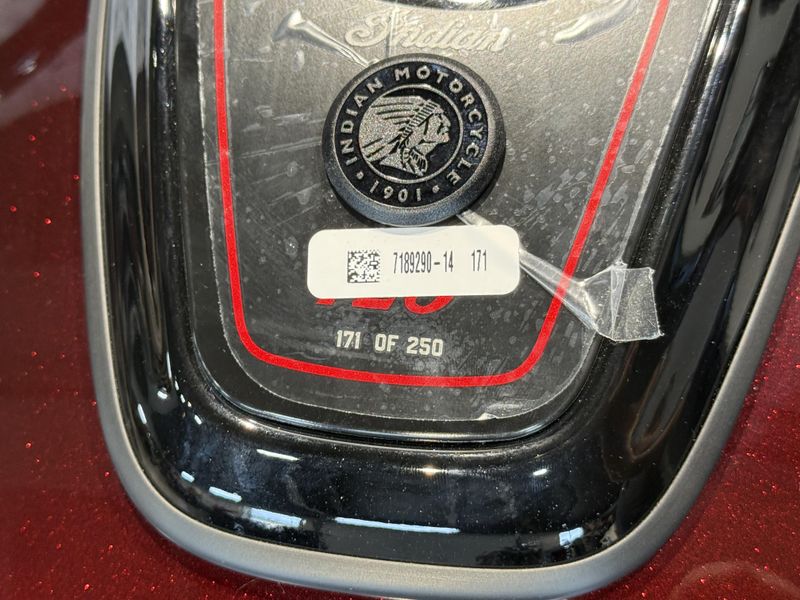 Indian
INDIAN MOTORCYCLE
1901
7189290-14 171
171 OF 250